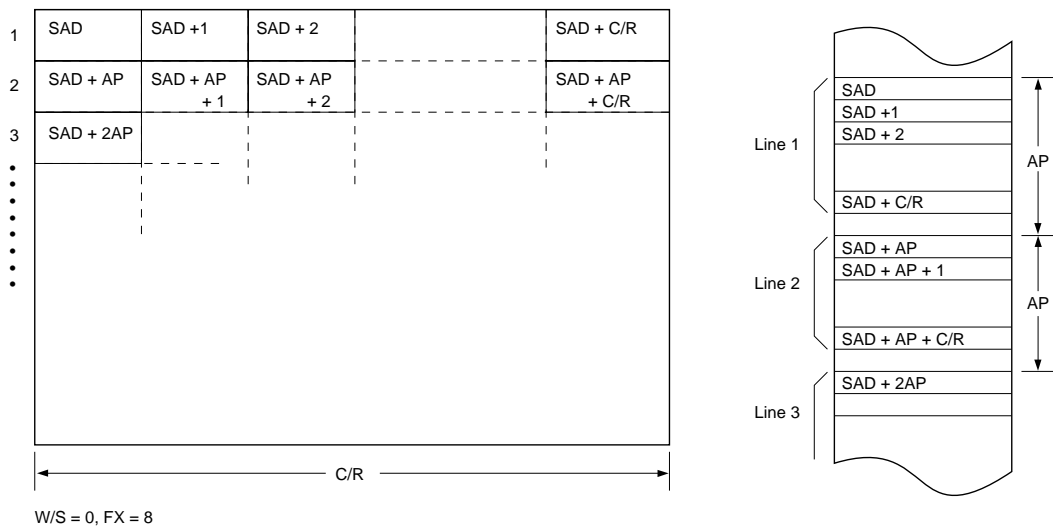 1 SAD SAD +1 SAD + 2 SAD + C/R
2 SAD + AP SAD + AP + 1 SAD + AP + 2 SAD + AP + C/R
3 SAD + 2AP
C/R
W/S = 0, FX = 8
Line 1
SAD
SAD +1
SAD + 2
SAD + C/R
AP
Line 2
SAD + AP
SAD + AP + 1
SAD + AP + C/R
AP
Line 3
SAD + 2AP